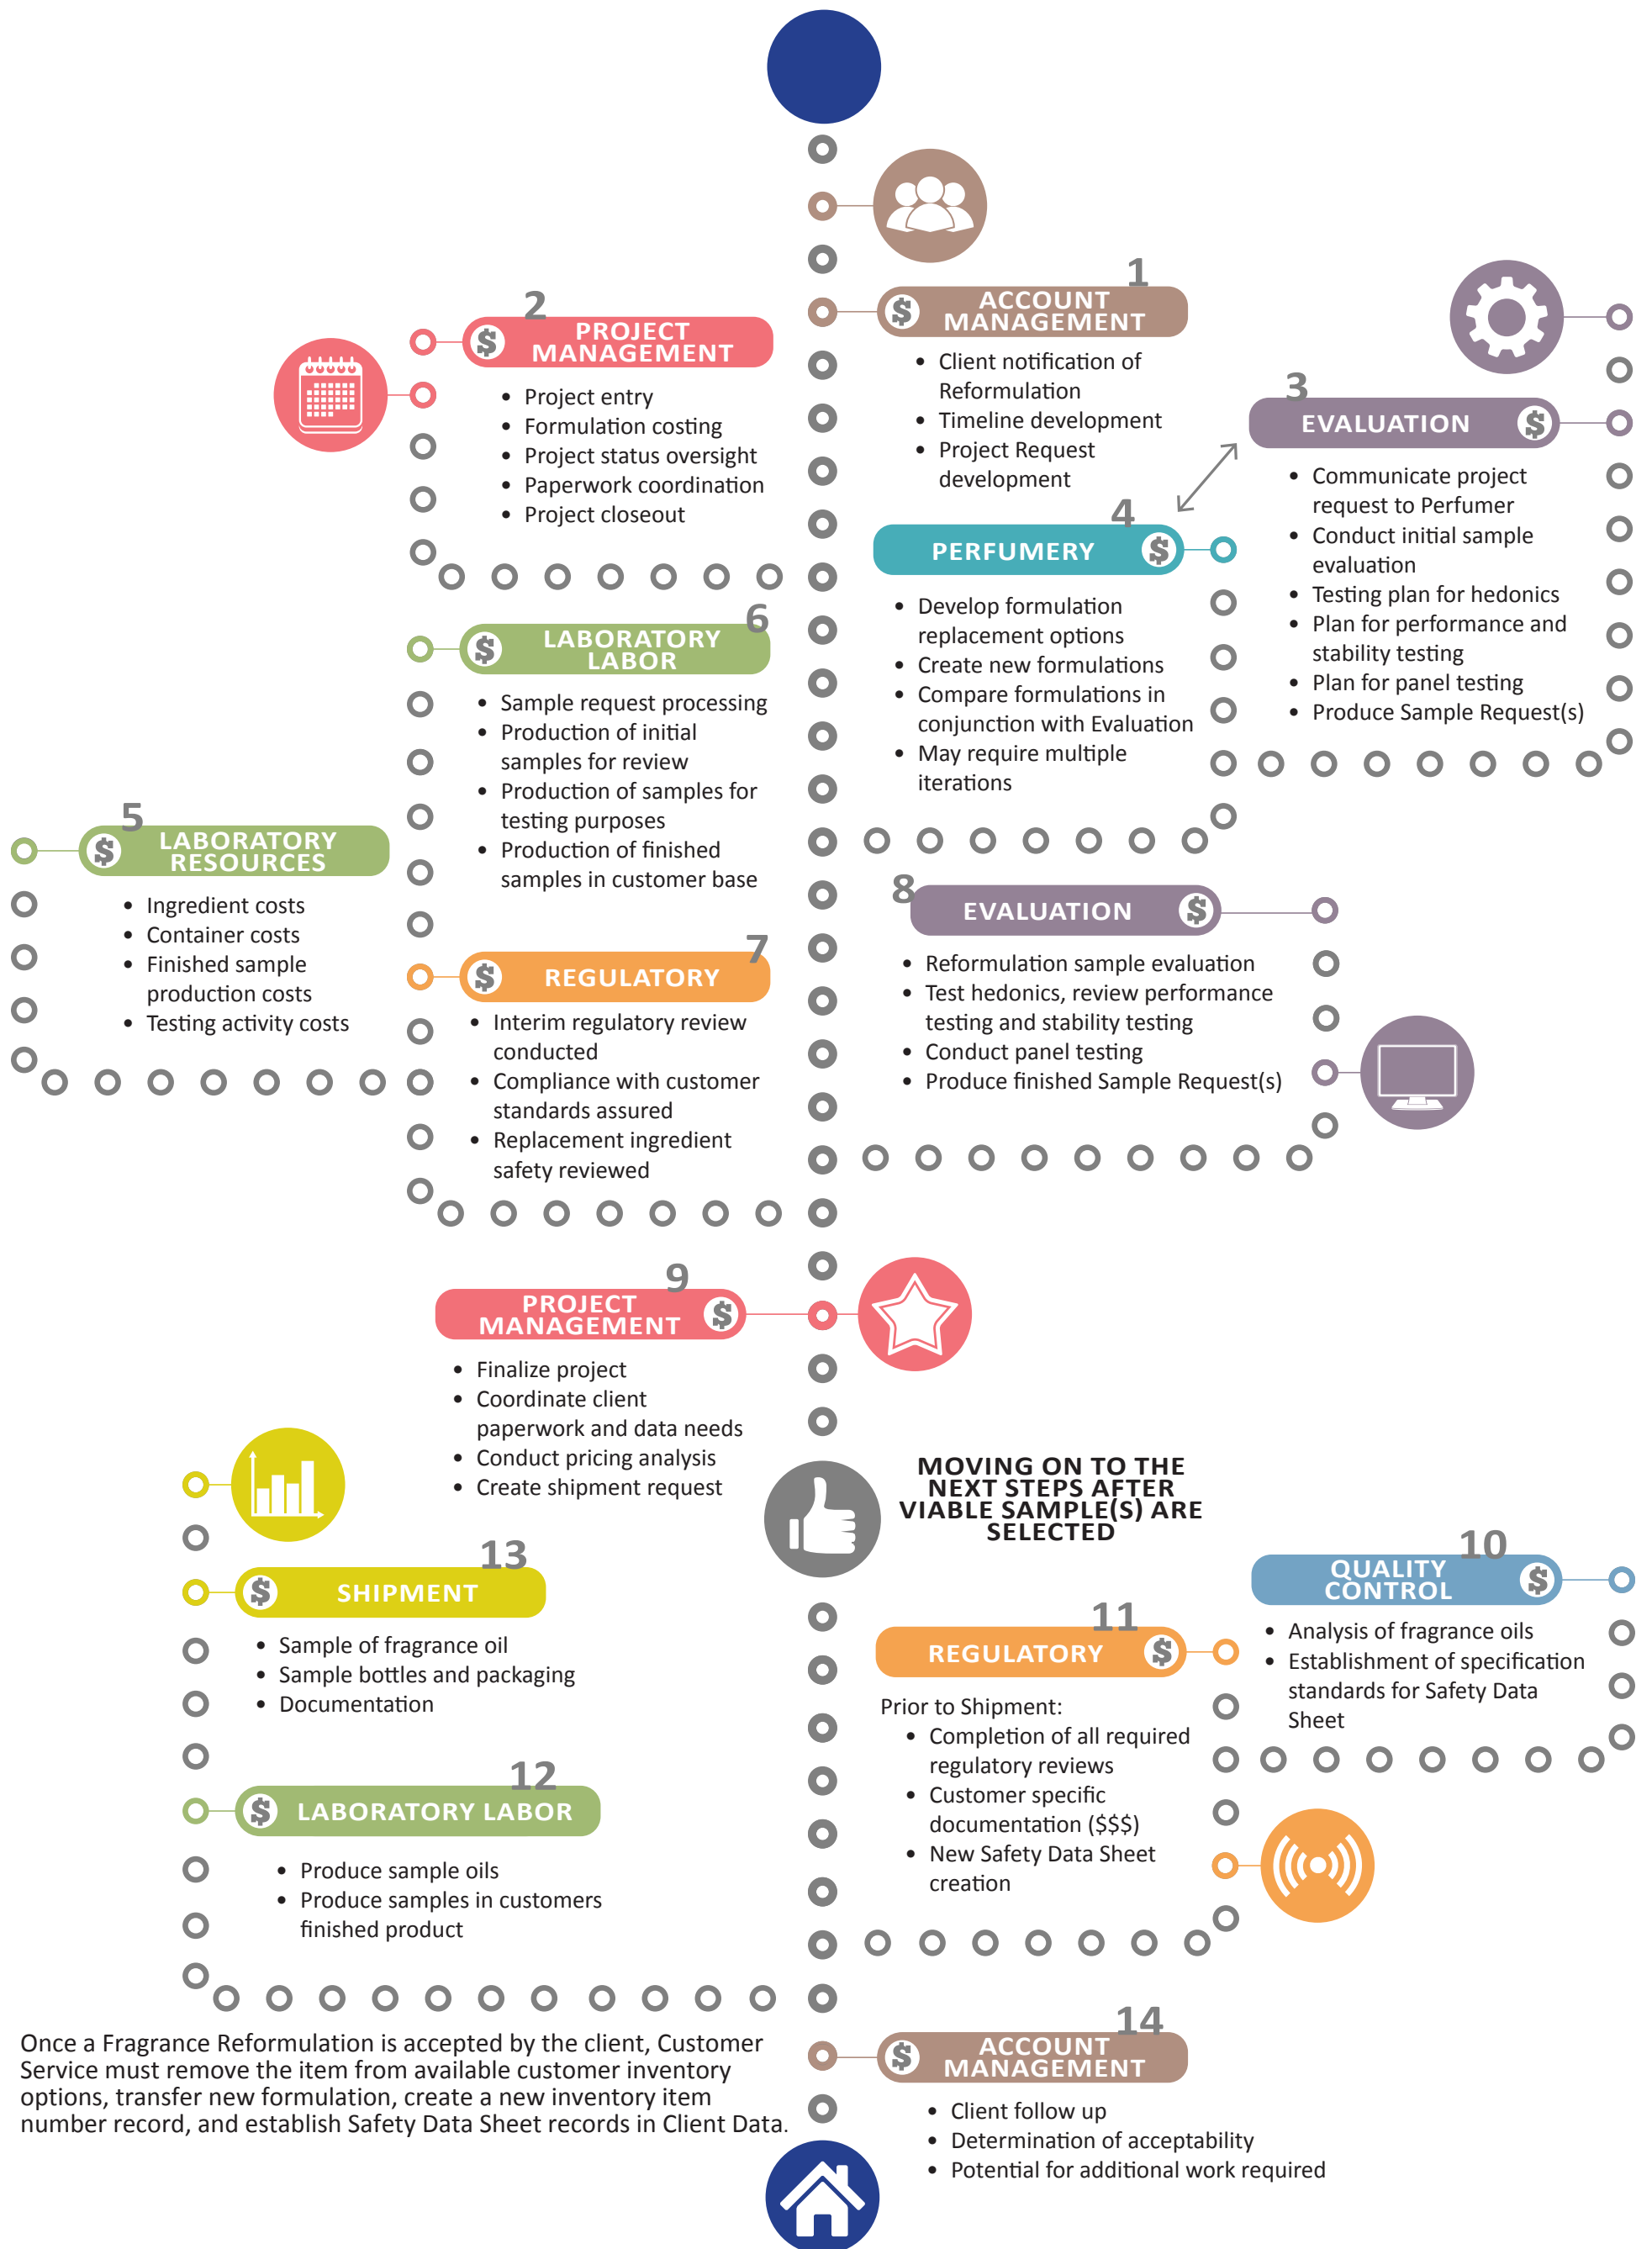 1
$ ACCOUNT
MANAGEMENT
• Client notification of
Reformulation
• Timeline development
• Project Request
development
2
$ PROJECT
MANAGEMENT
• Project entry
• Formulation costing
• Project status oversight
• Paperwork coordination
• Project closeout
3
EVALUATION $
• Communicate project
request to Perfumer
• Conduct initial sample
evaluation
• Testing plan for hedonics
• Plan for performance and
stability testing
• Plan for panel testing
• Produce Sample Request(s)
4
PERFUMERY $
• Develop formulation
replacement options
• Create new formulations
• Compare formulations in
conjunction with Evaluation
• May require multiple
iterations
5
$ LABORATORY
RESOURCES
• Ingredient costs
• Container costs
• Finished sample
production costs
• Testing activity costs
6
$ LABORATORY
LABOR
• Sample request processing
• Production of initial
samples for review
• Production of samples for
testing purposes
• Production of finished
samples in customer base
7
$ REGULATORY
• Interim regulatory review
conducted
• Compliance with customer
standards assured
• Replacement ingredient
safety reviewed
8
EVALUATION $
• Reformulation sample evaluation
• Test hedonics, review performance
testing and stability testing
• Conduct panel testing
• Produce finished Sample Request(s)
9
PROJECT
MANAGEMENT $
• Finalize project
• Coordinate client
paperwork and data needs
• Conduct pricing analysis
• Create shipment request
MOVING ON TO THE
NEXT STEPS AFTER
VIABLE SAMPLE(S) ARE
SELECTED
10
QUALITY
CONTROL $
• Analysis of fragrance oils
• Establishment of specification
standards for Safety Data
Sheet
11
REGULATORY $
Prior to Shipment:
• Completion of all required
regulatory reviews
• Customer specific
documentation ($$$)
• New Safety Data Sheet
creation
12
$ LABORATORY LABOR
• Produce sample oils
• Produce samples in customers
finished product
13
$ SHIPMENT
• Sample of fragrance oil
• Sample bottles and packaging
• Documentation
14
$ ACCOUNT
MANAGEMENT
• Client follow up
• Determination of acceptability
• Potential for additional work required
Once a Fragrance Reformulation is accepted by the client, Customer
Service must remove the item from available customer inventory
options, transfer new formulation, create a new inventory item
number record, and establish Safety Data Sheet records in Client Data.